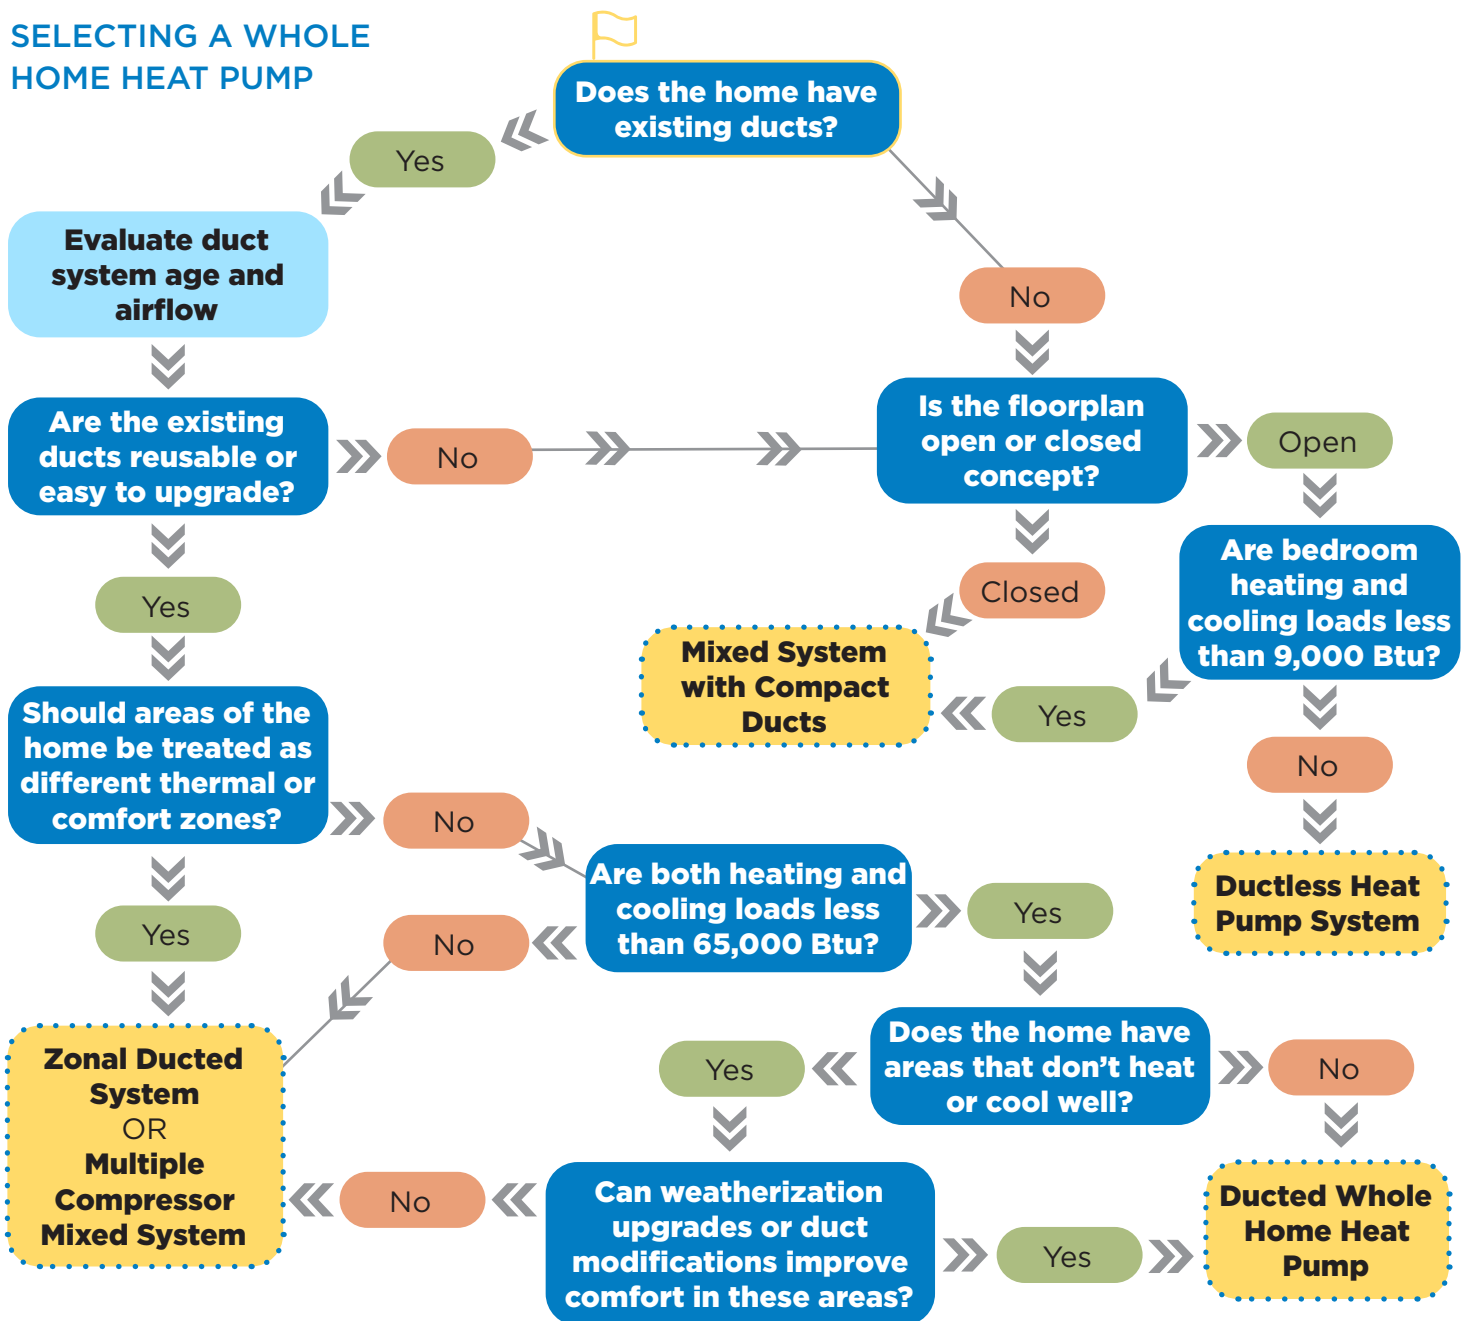 SELECTING A WHOLE
HOME HEAT PUMP
Does the home have
existing ducts?
Yes
No
Evaluate duct
system age and
airflow
Are the existing
ducts reusable or
easy to upgrade?
No
Is the floorplan
open or closed
concept?
Open
Closed
Are bedroom
heating and
cooling loads less
than 9,000 Btu?
Yes
Mixed System
with Compact
Ducts
Yes
No
Ductless Heat
Pump System
Should areas of the
home be treated as
different thermal or
comfort zones?
No
Yes
Are both heating and
cooling loads less
than 65,000 Btu?
No
Yes
Zonal Ducted
System
OR
Multiple
Compressor
Mixed System
Does the home have
areas that don't heat
or cool well?
Yes
No
Can weatherization
upgrades or duct
modifications improve
comfort in these areas?
No
Yes
Ducted Whole
Home Heat
Pump